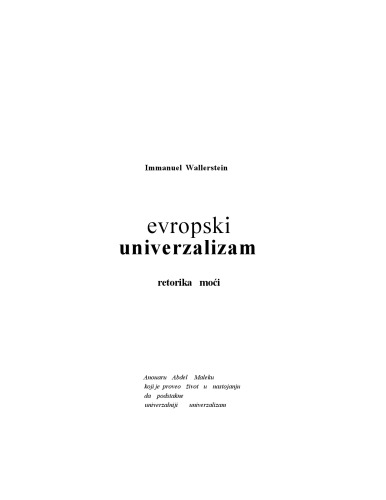 Immanuel Wallerstein
evropski
univerzalizam
retorika moći
Anouaru Abdel Maleku
koji je proveo život u nastojanju
da podstakne
univerzalniji univerzalizam